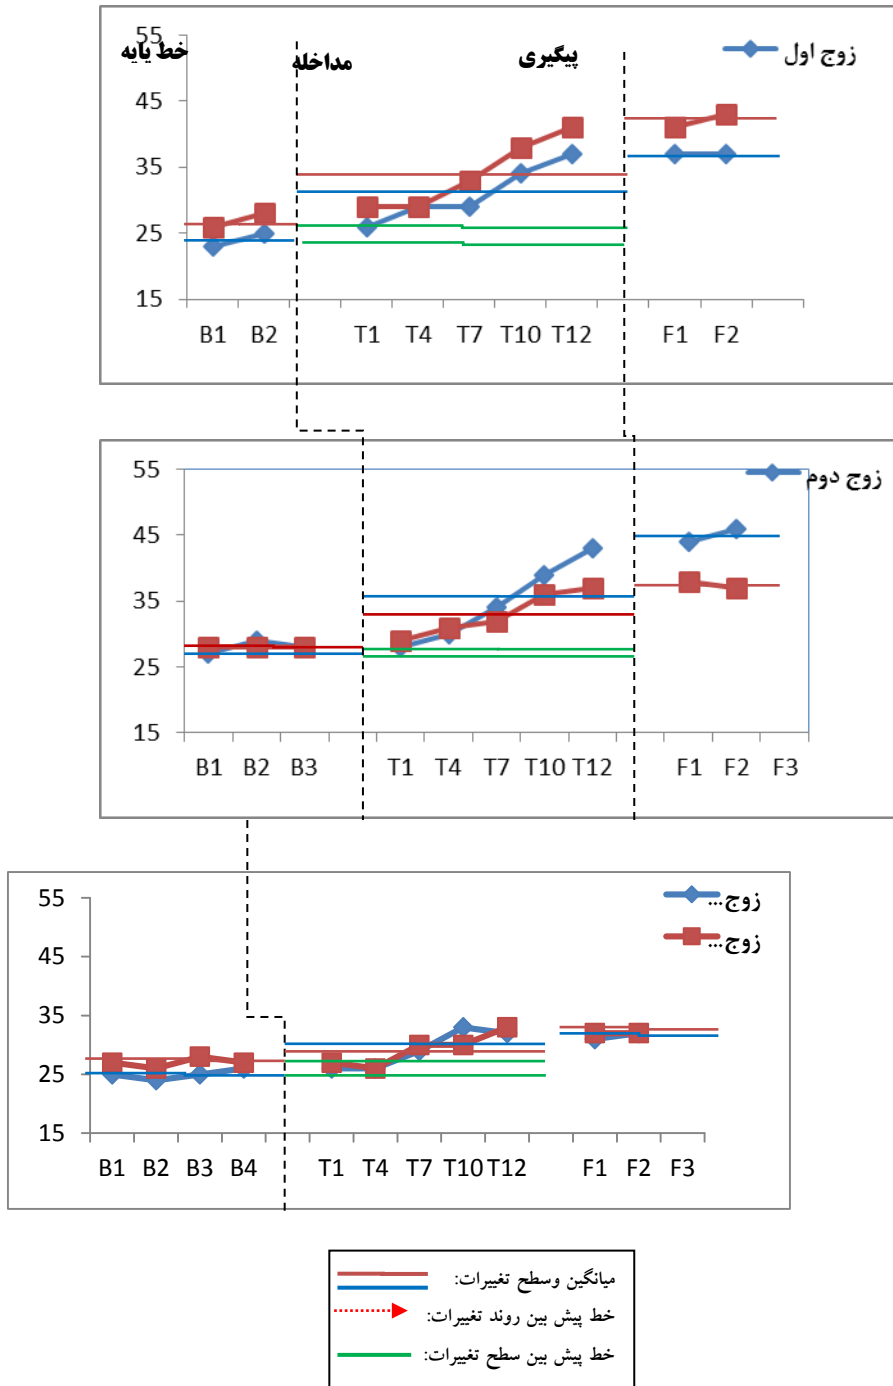 خط پایه
مداخله
پیگیری
زوج اول
55
45
35
25
15
B1 B2 T1 T4 T7 T10 T12 F1 F2
زوج دوم
55
45
35
25
15
B1 B2 B3 T1 T4 T7 T10 T12 F1 F2 F3
زوج...
زوج...
55
45
35
25
15
B1 B2 B3 B4 T1 T4 T7 T10 T12 F1 F2 F3
میانگین وسطح تغییرات:
خط پیش بین روند تغییرات:
خط پیش بین سطح تغییرات: